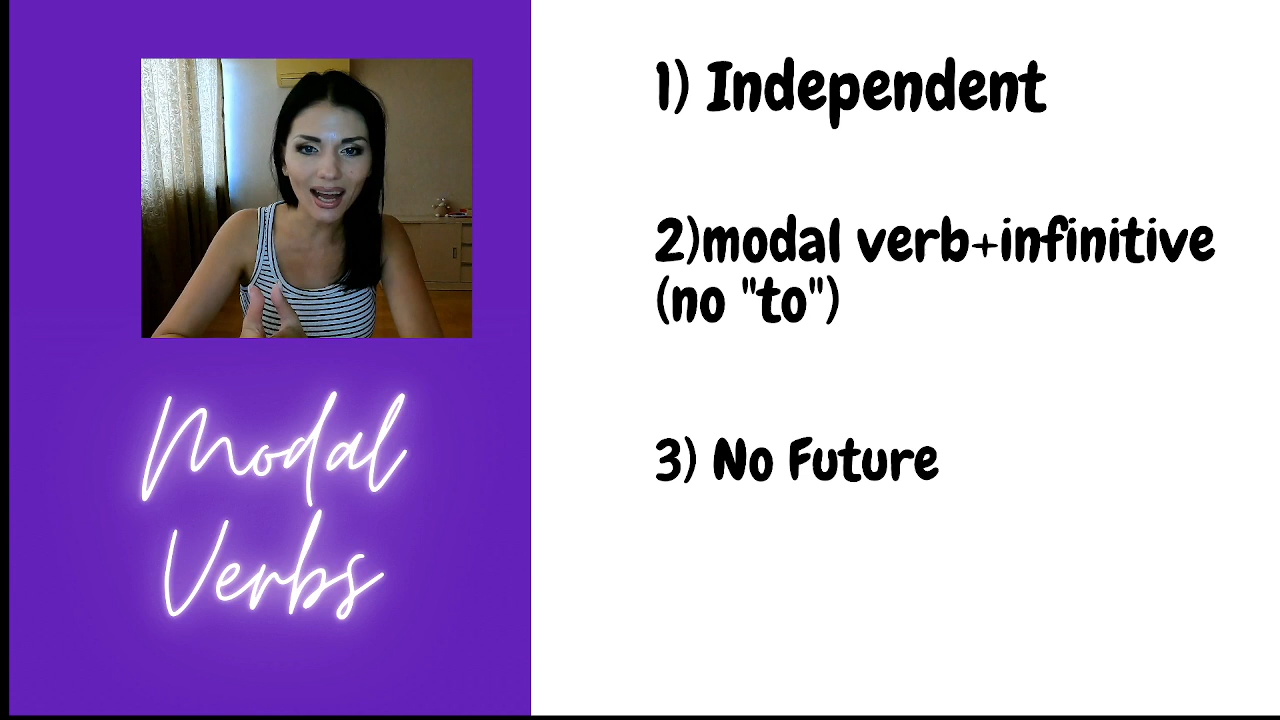 Modal
Verbs
1) Independent
2)modal verb+infinitive
(no "to")
3) No Future